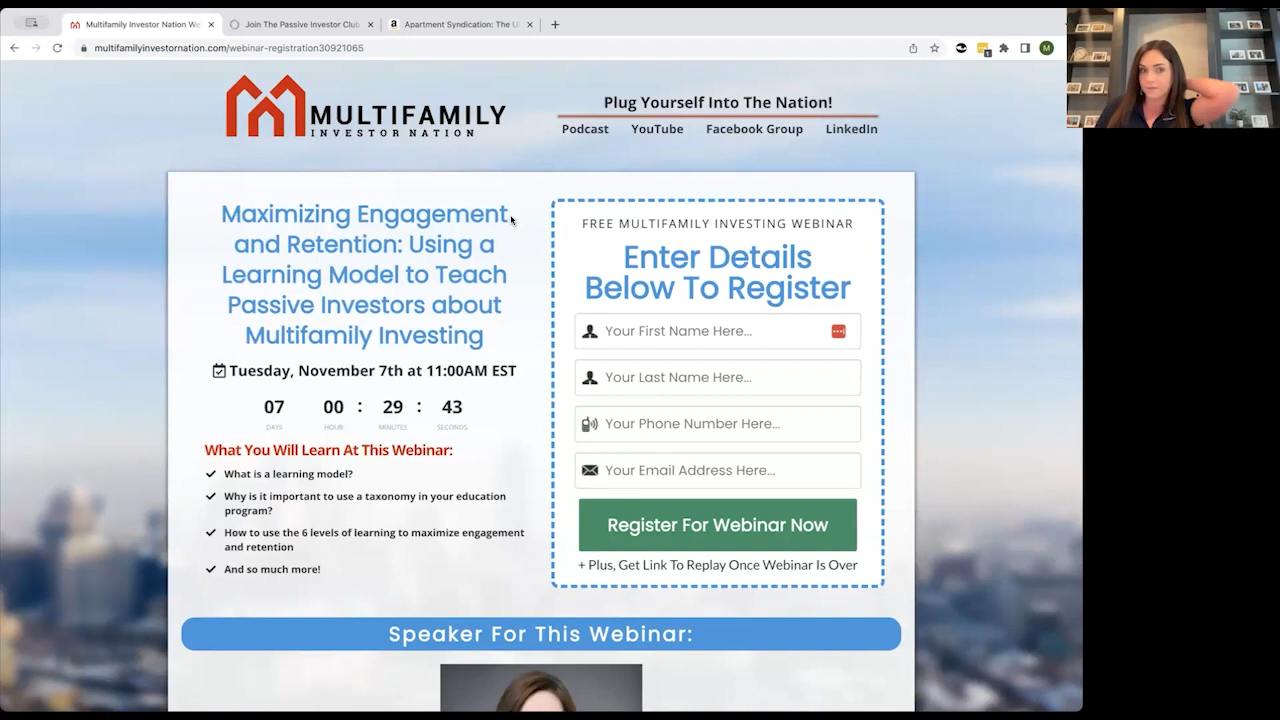 Multifamily Investor Nation We
Join The Passive Investor Club
Apartment Syndication: The U
multifamilyinvestornation.com/webinar-registration30921065
M
MULTIFAMILY
INVESTOR NATION
Plug Yourself Into The Nation!
Podcast YouTube Facebook Group LinkedIn
Maximizing Engagement
and Retention: Using a
Learning Model to Teach
Passive Investors about
Multifamily Investing
Tuesday, November 7th at 11:00AM EST
07 00 : 29 : 43
DAYS HOUR MINUTES SECONDS
What You Will Learn At This Webinar:
What is a learning model?
Why is it important to use a taxonomy in your education
program?
How to use the 6 levels of learning to maximize engagement
and retention
And so much more!
FREE MULTIFAMILY INVESTING WEBINAR
Enter Details
Below To Register
Your First Name Here...
Your Last Name Here...
Your Phone Number Here...
Your Email Address Here...
Register For Webinar Now
+ Plus, Get Link To Replay Once Webinar Is Over
Speaker For This Webinar: